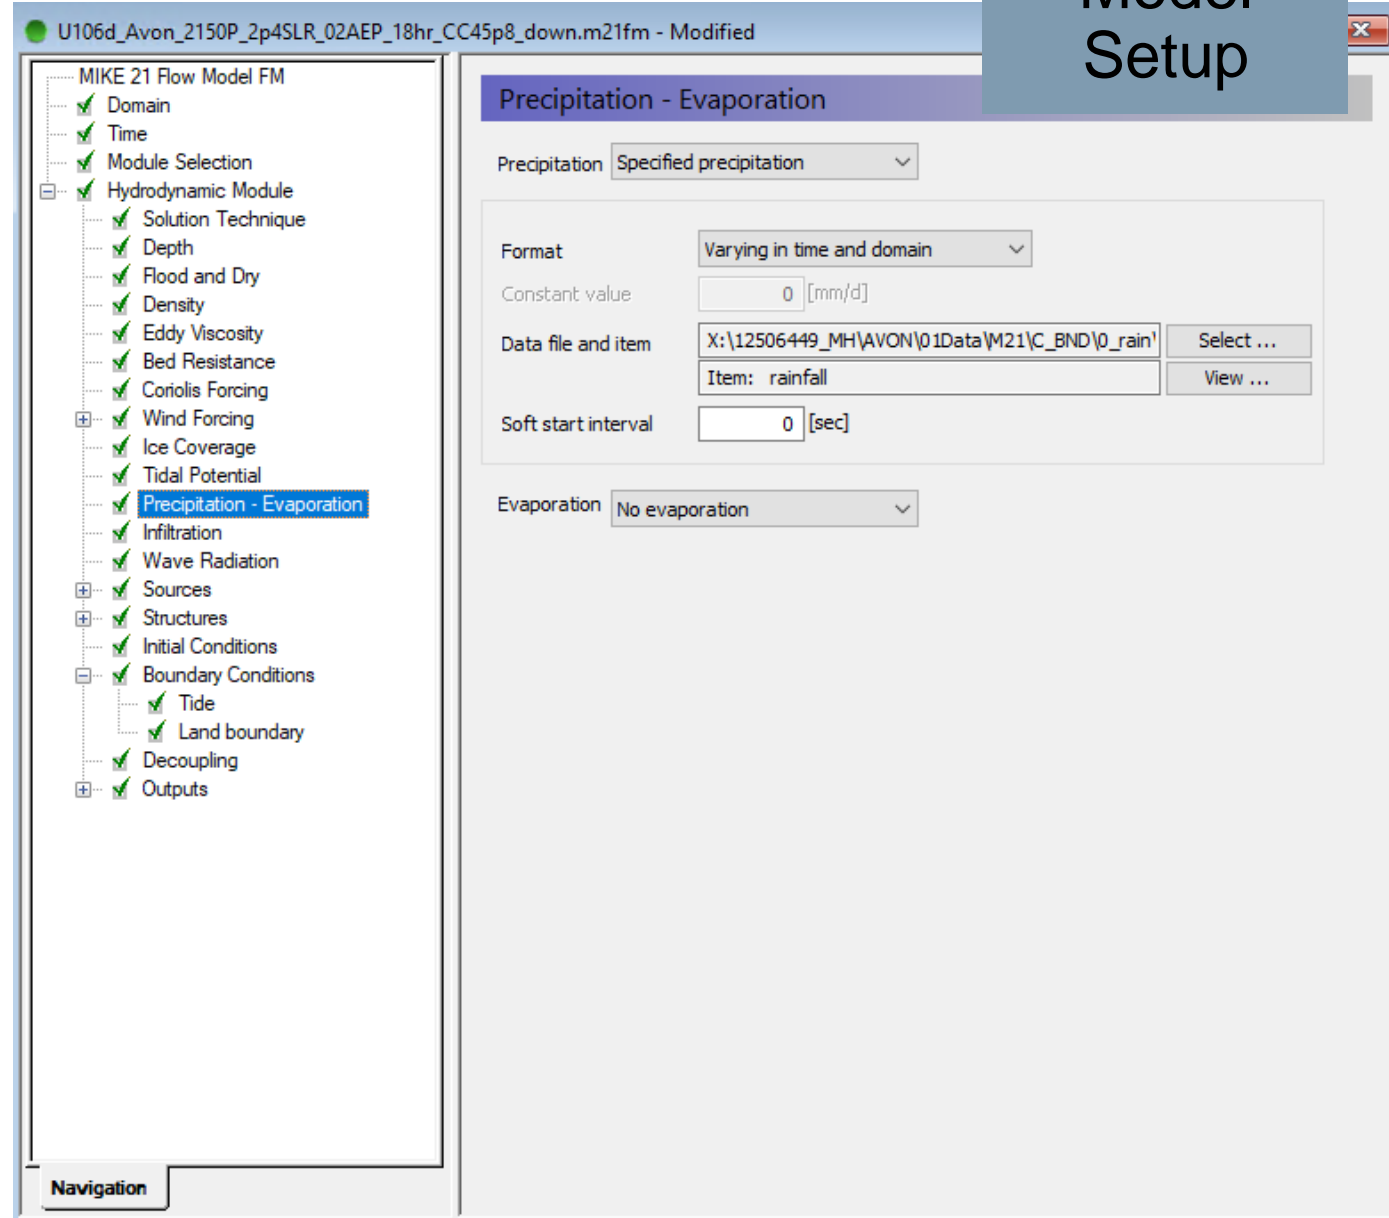 Model
Setup
U106d_Avon_2150P_2p4SLR_02AEP_18hr_CC45p8_down.m21fm - Modified
MIKE 21 Flow Model FM
Domain
Time
Module Selection
Hydrodynamic Module
Solution Technique
Depth
Flood and Dry
Density
Eddy Viscosity
Bed Resistance
Coriolis Forcing
Wind Forcing
Ice Coverage
Tidal Potential
Precipitation - Evaporation
Infiltration
Wave Radiation
Sources
Structures
Initial Conditions
Boundary Conditions
Tide
Land boundary
Decoupling
Outputs
Navigation
Precipitation - Evaporation
Precipitation Specified precipitation
Format Varying in time and domain
Constant value 0 [mm/d]
Data file and item X:\12506449_MH\AVON\01Data\M21\C_BND\0_rain\ Select ...
Item: rainfall View ...
Soft start interval 0 [sec]
Evaporation No evaporation